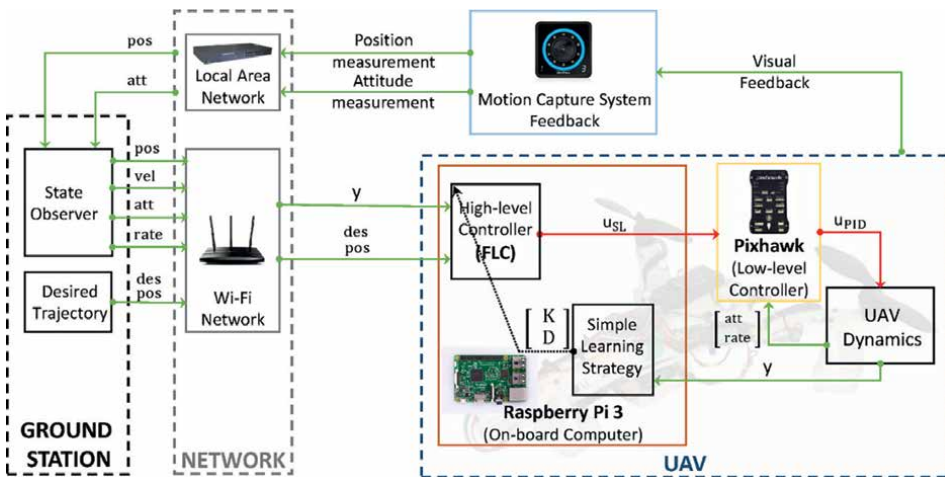 pos
att
Local Area
Network
Position
measurement
Attitude
measurement
Motion Capture System
Feedback
Visual
Feedback
State
Observer
pos
vel
att
rate
Desired
Trajectory
des
pos
Wi-Fi
Network
y
des
pos
High-level
Controller
(FLC)
u_SL
Pixhawk
(Low-level
Controller)
u_PID
[K
D]
Simple
Learning
Strategy
[att
rate]
UAV
Dynamics
y
Raspberry Pi 3
(On-board Computer)
GROUND
STATION
NETWORK
UAV